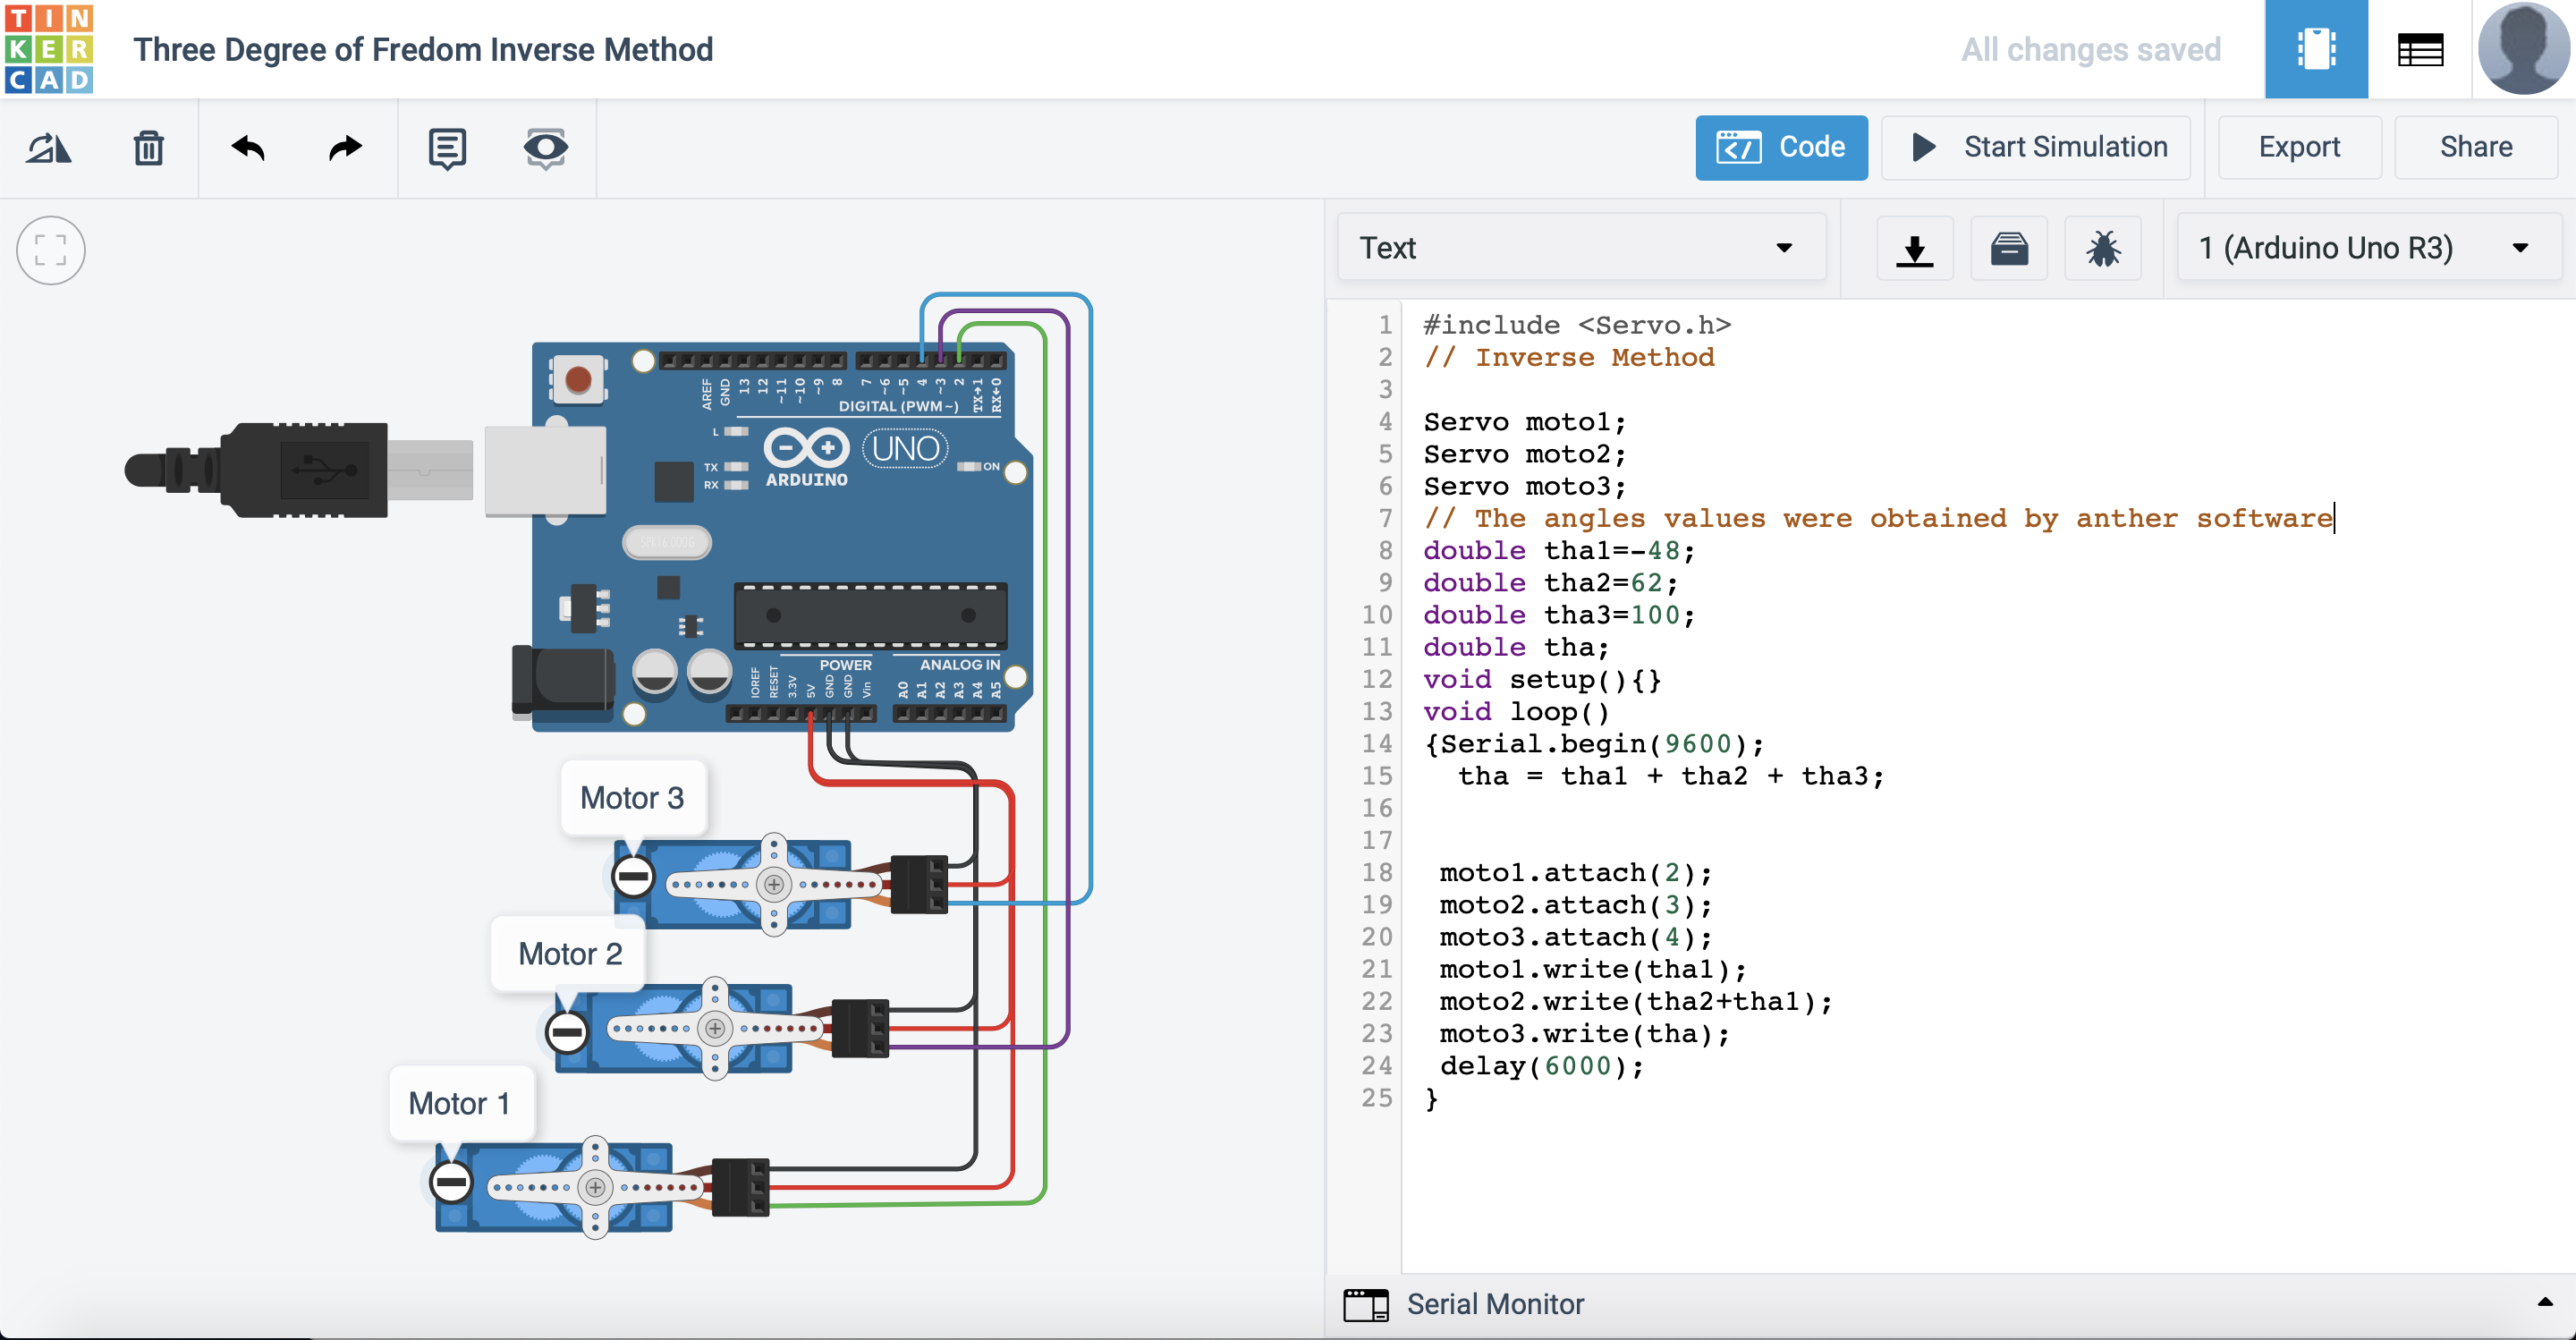 TINKERCAD
Three Degree of Fredom Inverse Method
All changes saved
Code
Start Simulation
Export
Share
Text
1 (Arduino Uno R3)
AREF
GND
13
12
~11
~10
~9
8
7
~6
~5
4
~3
2
TX→1
RX←0
DIGITAL (PWM~)
L
TX
RX
ARDUINO
UNO
ON
SPK16.000G
POWER
ANALOG IN
IOREF
RESET
3.3V
5V
GND
GND
Vin
A0
A1
A2
A3
A4
A5
Motor 3
Motor 2
Motor 1
1 #include <Servo.h>
2 // Inverse Method
3
4 Servo moto1;
5 Servo moto2;
6 Servo moto3;
7 // The angles values were obtained by anther software
8 double tha1=-48;
9 double tha2=62;
10 double tha3=100;
11 double tha;
12 void setup(){}
13 void loop()
14 {Serial.begin(9600);
15 tha = tha1 + tha2 + tha3;
16
17
18 moto1.attach(2);
19 moto2.attach(3);
20 moto3.attach(4);
21 moto1.write(tha1);
22 moto2.write(tha2+tha1);
23 moto3.write(tha);
24 delay(6000);
25 }
Serial Monitor